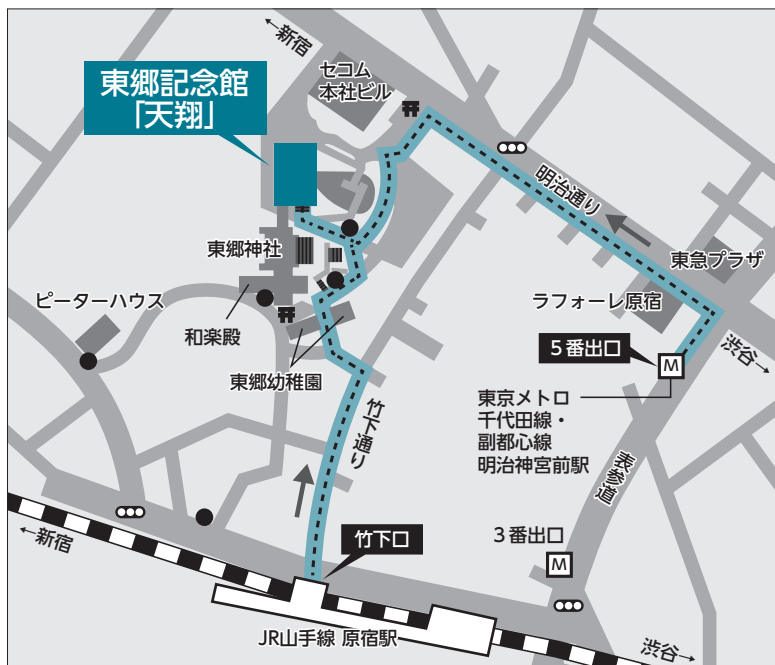 ←新宿
セコム
本社ビル
東郷記念館
「天翔」
明治通り
東郷神社
東急プラザ
ピーターハウス
ラフォーレ原宿
和楽殿
5番出口
渋谷→
M
東郷幼稚園
東京メトロ
千代田線・
副都心線
明治神宮前駅
竹下通り
表参道
←新宿
竹下口
3番出口
M
JR山手線 原宿駅
渋谷→